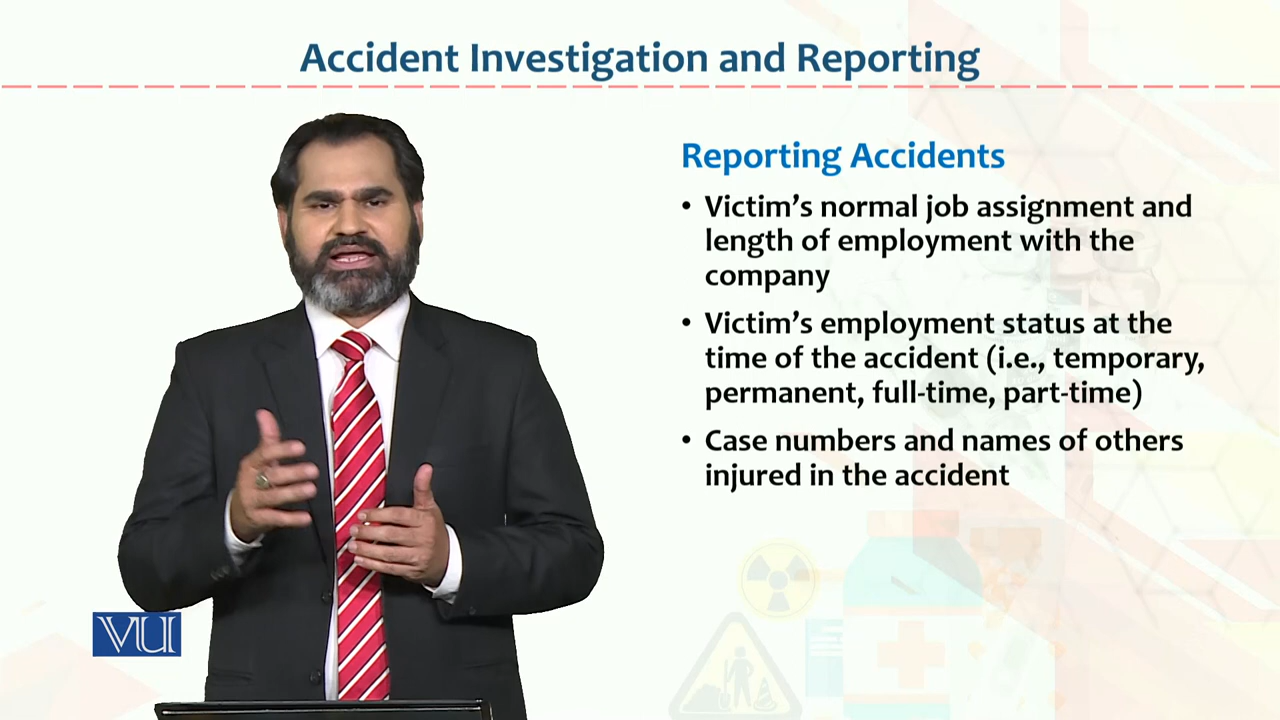 Accident Investigation and Reporting
Reporting Accidents
• Victim’s normal job assignment and
length of employment with the
company
• Victim’s employment status at the
time of the accident (i.e., temporary,
permanent, full-time, part-time)
• Case numbers and names of others
injured in the accident
VU